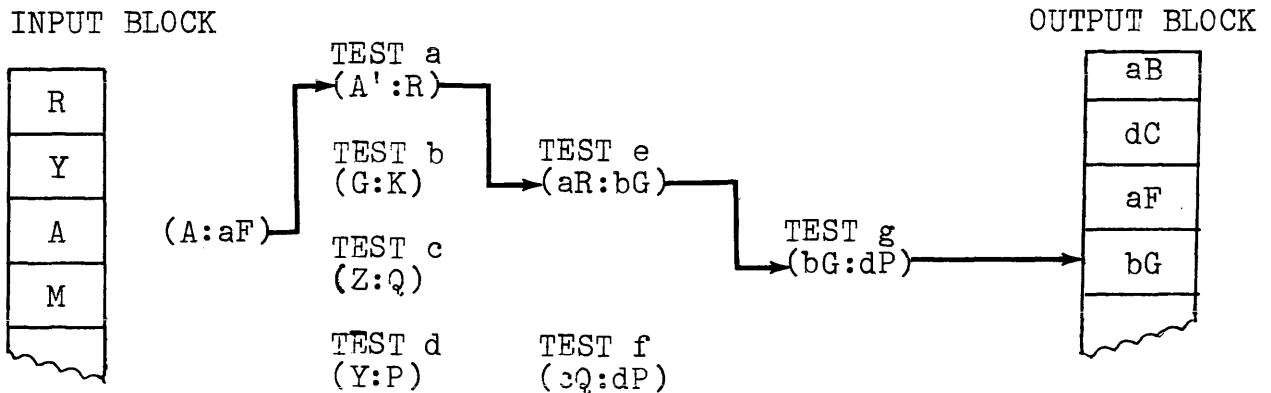 INPUT BLOCK
OUTPUT BLOCK
R
Y
A
M
(A:aF)
TEST a
(A':R)
TEST b
(G:K)
TEST c
(Z:Q)
TEST d
(Y:P)
TEST e
(aR:bG)
TEST f
(cQ:dP)
TEST g
(bG:dP)
aB
dC
aF
bG